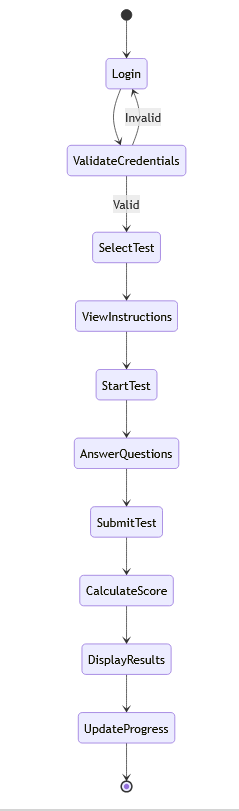 Login
Invalid
ValidateCredentials
Valid
SelectTest
ViewInstructions
StartTest
AnswerQuestions
SubmitTest
CalculateScore
DisplayResults
UpdateProgress